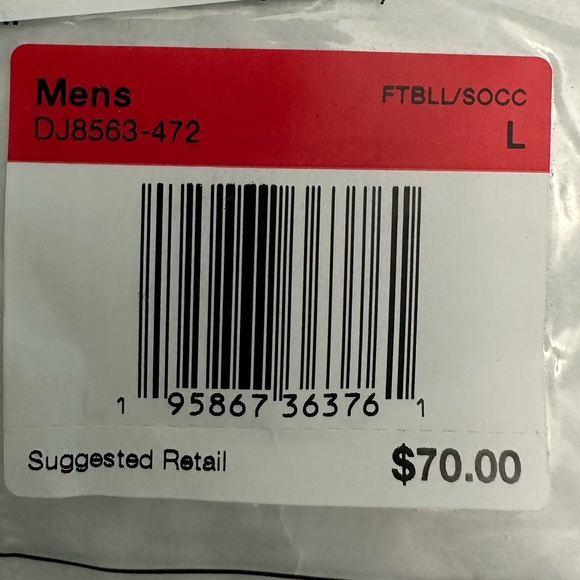 Mens FTBLL/SOCC
DJ8563-472 L
1 95867 36376 1
Suggested Retail $70.00